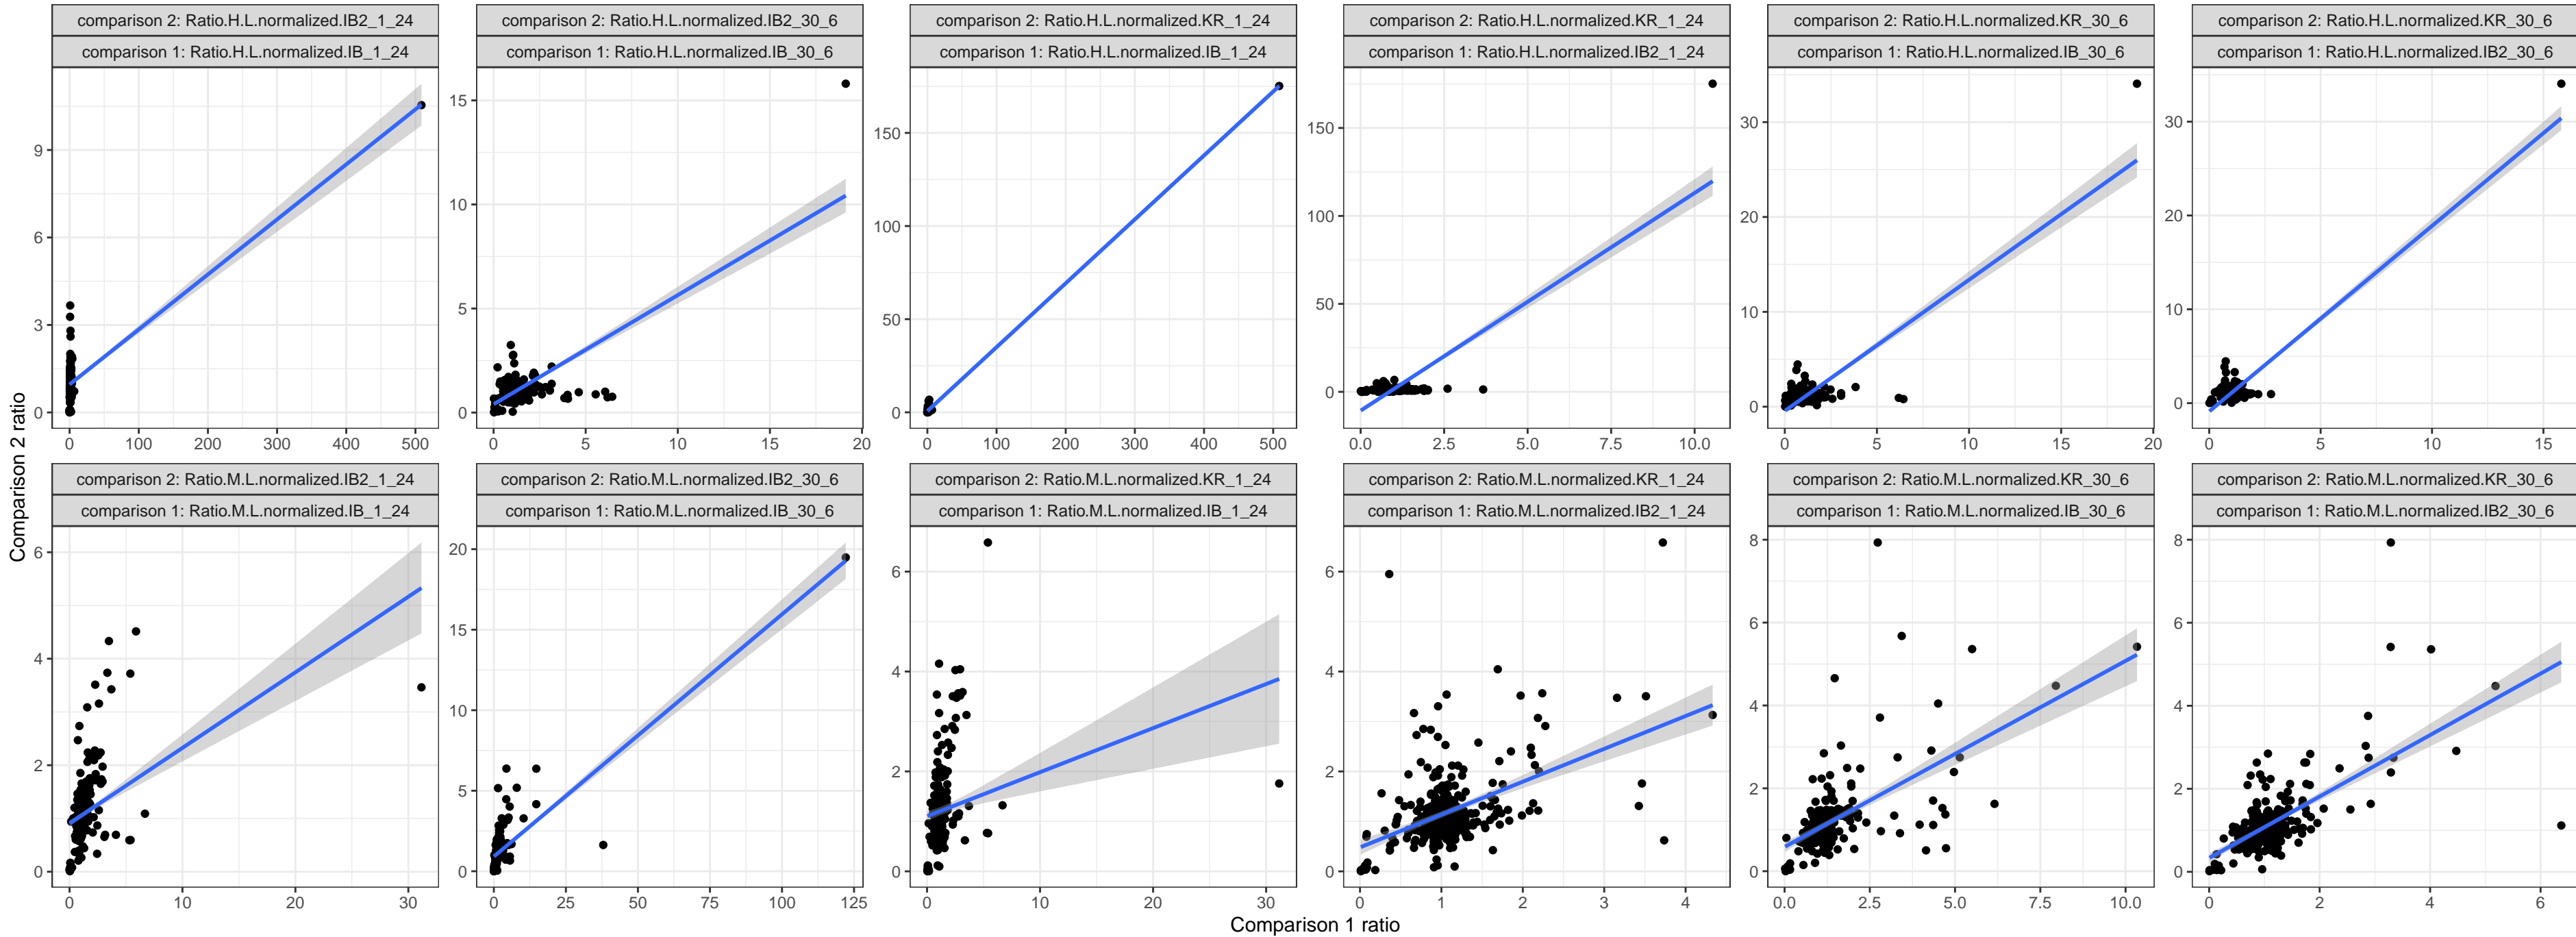 comparison 2: Ratio.H.L.normalized.IB2_1_24
comparison 1: Ratio.H.L.normalized.IB_1_24
comparison 2: Ratio.H.L.normalized.IB2_30_6
comparison 1: Ratio.H.L.normalized.IB_30_6
comparison 2: Ratio.H.L.normalized.KR_1_24
comparison 1: Ratio.H.L.normalized.IB_1_24
comparison 2: Ratio.H.L.normalized.KR_1_24
comparison 1: Ratio.H.L.normalized.IB2_1_24
comparison 2: Ratio.H.L.normalized.KR_30_6
comparison 1: Ratio.H.L.normalized.IB_30_6
comparison 2: Ratio.H.L.normalized.KR_30_6
comparison 1: Ratio.H.L.normalized.IB2_30_6
9
6
3
0
0 100 200 300 400 500
15
10
5
0
0 5 10 15 20
150
100
50
0
0 100 200 300 400 500
150
100
50
0
0.0 2.5 5.0 7.5 10.0
30
20
10
0
0 5 10 15 20
30
20
10
0
0 5 10 15
comparison 2: Ratio.M.L.normalized.IB2_1_24
comparison 1: Ratio.M.L.normalized.IB_1_24
comparison 2: Ratio.M.L.normalized.IB2_30_6
comparison 1: Ratio.M.L.normalized.IB_30_6
comparison 2: Ratio.M.L.normalized.KR_1_24
comparison 1: Ratio.M.L.normalized.IB_1_24
comparison 2: Ratio.M.L.normalized.KR_1_24
comparison 1: Ratio.M.L.normalized.IB2_1_24
comparison 2: Ratio.M.L.normalized.KR_30_6
comparison 1: Ratio.M.L.normalized.IB_30_6
comparison 2: Ratio.M.L.normalized.KR_30_6
comparison 1: Ratio.M.L.normalized.IB2_30_6
6
4
2
0
0 10 20 30
20
15
10
5
0
0 25 50 75 100 125
6
4
2
0
0 10 20 30
6
4
2
0
0 1 2 3 4
8
6
4
2
0
0.0 2.5 5.0 7.5 10.0
8
6
4
2
0
0 2 4 6
Comparison 2 ratio
Comparison 1 ratio